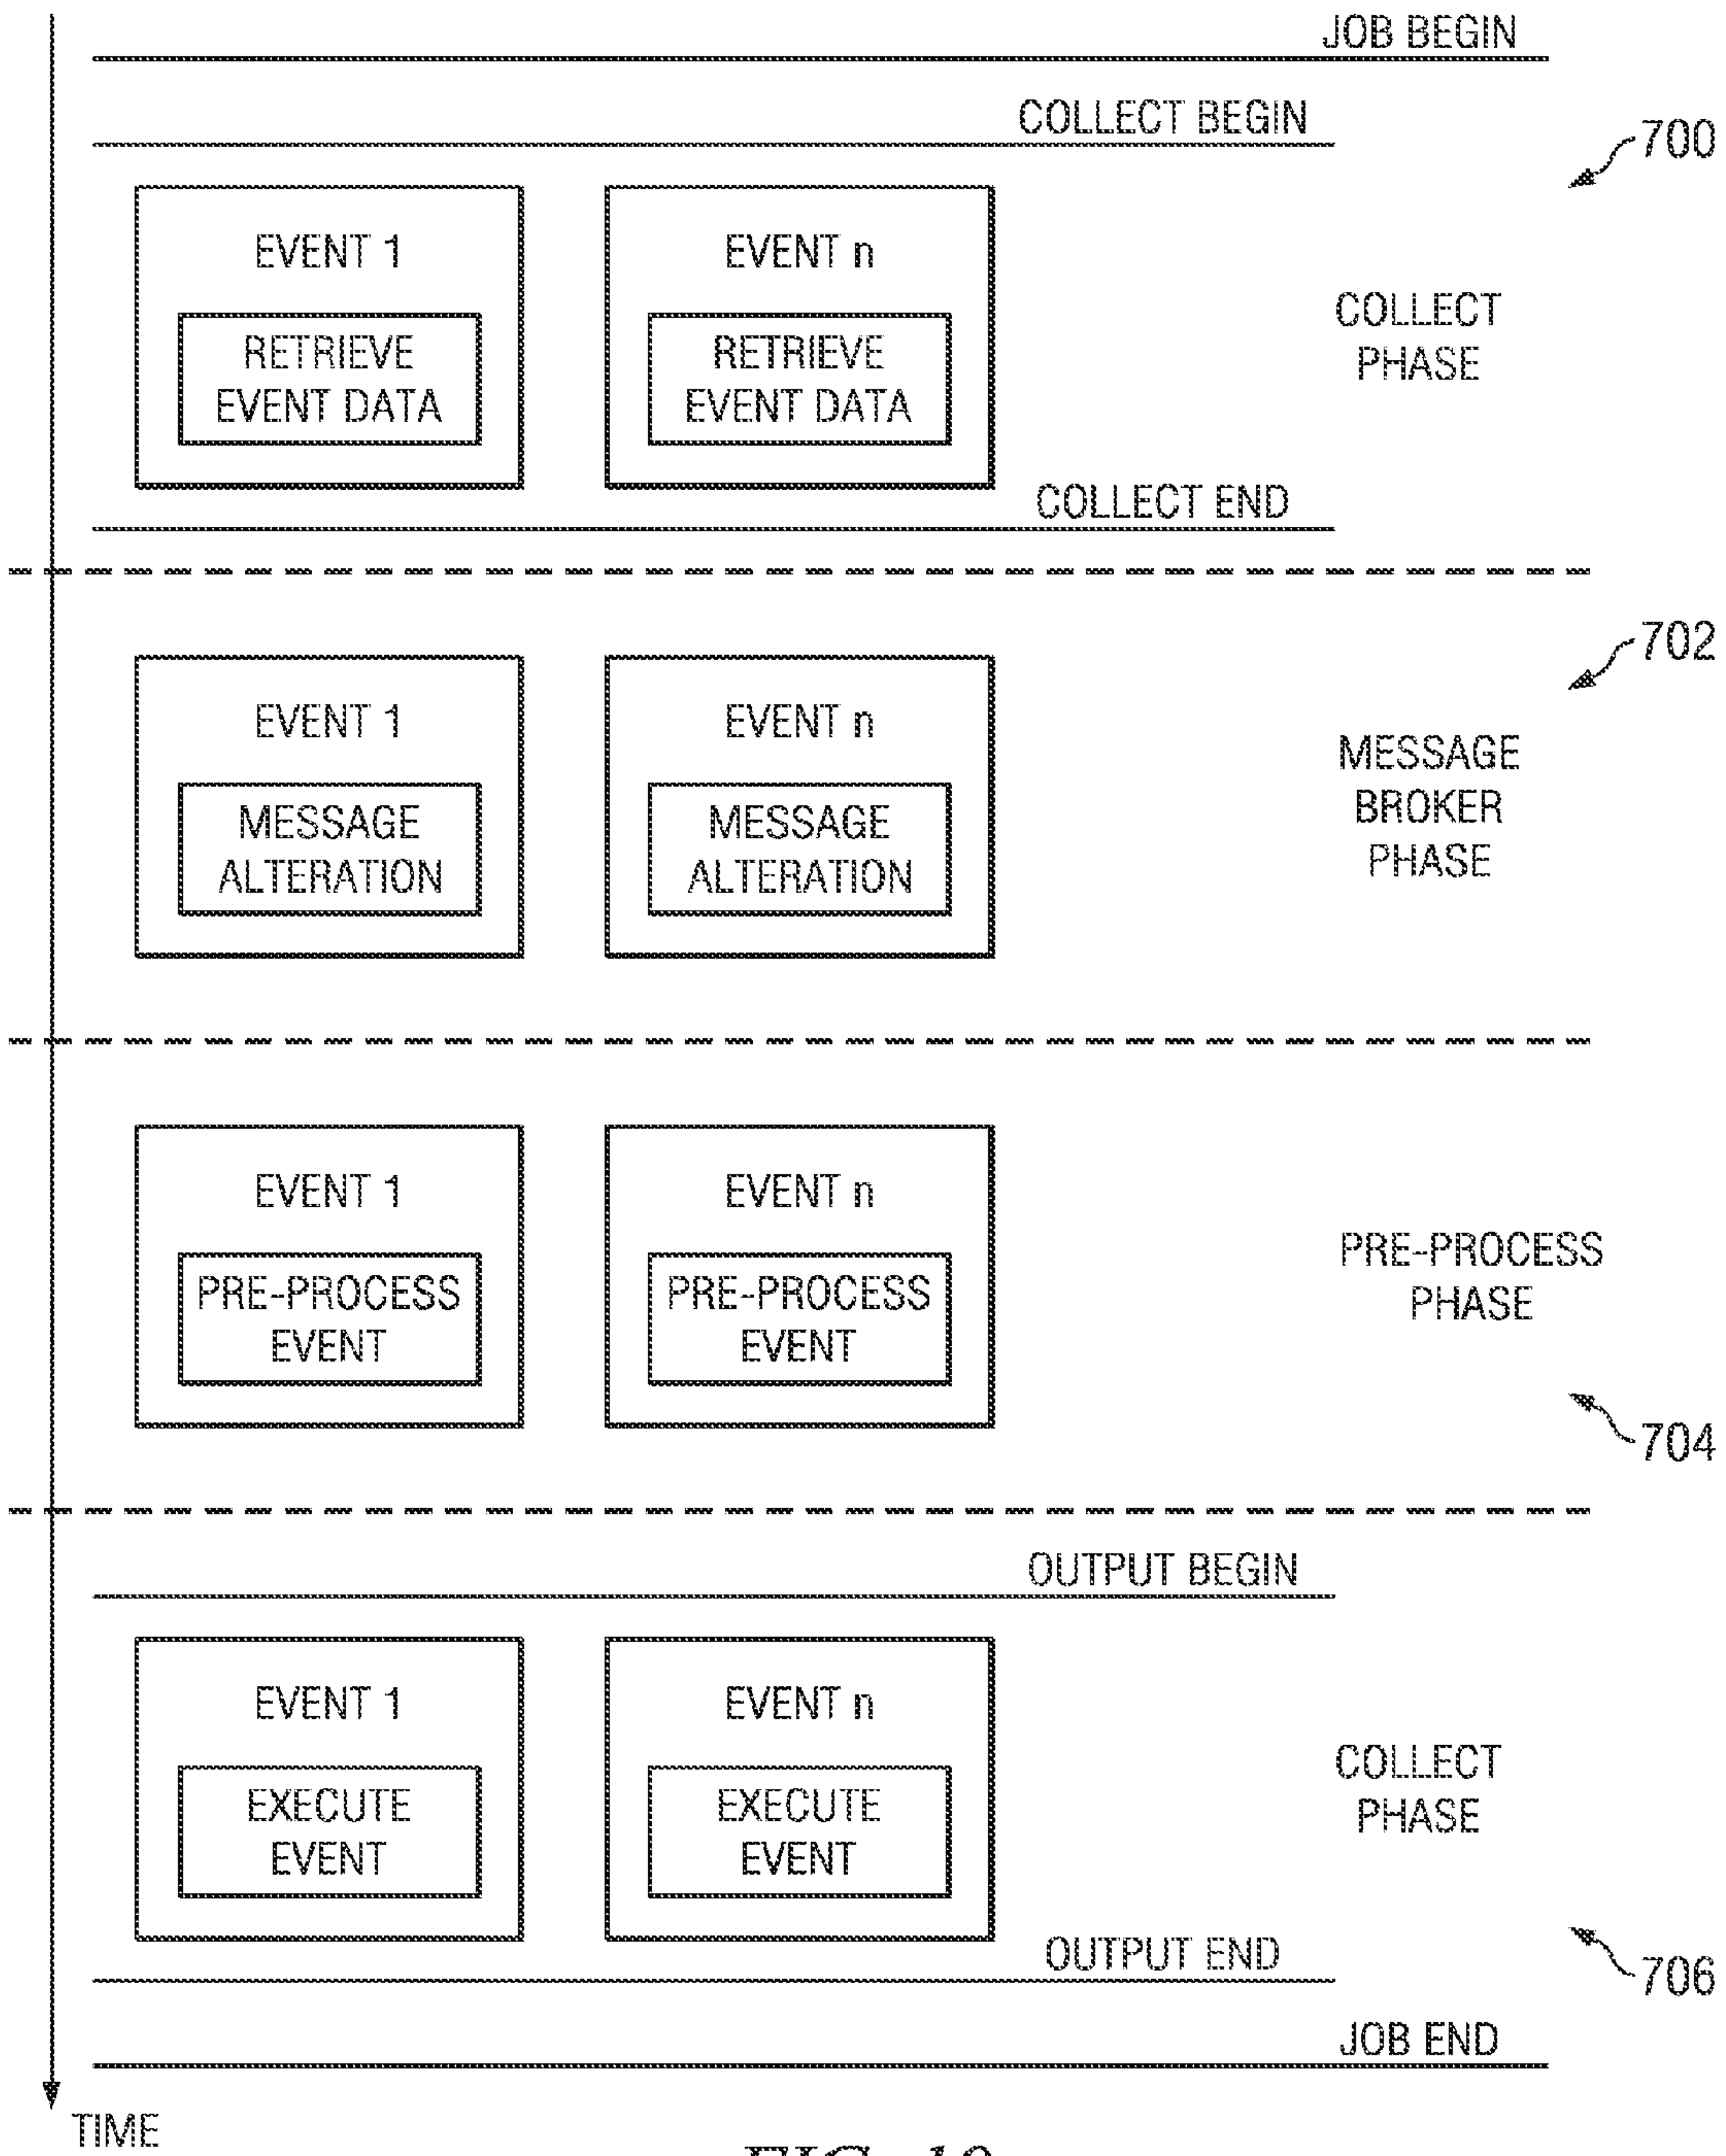 JOB BEGIN
COLLECT BEGIN
700
EVENT 1
EVENT n
RETRIEVE
EVENT DATA
RETRIEVE
EVENT DATA
COLLECT
PHASE
COLLECT END
702
EVENT 1
EVENT n
MESSAGE
ALTERATION
MESSAGE
ALTERATION
MESSAGE
BROKER
PHASE
EVENT 1
EVENT n
PRE-PROCESS
EVENT
PRE-PROCESS
EVENT
PRE-PROCESS
PHASE
704
OUTPUT BEGIN
EVENT 1
EVENT n
EXECUTE
EVENT
EXECUTE
EVENT
COLLECT
PHASE
OUTPUT END
706
JOB END
TIME